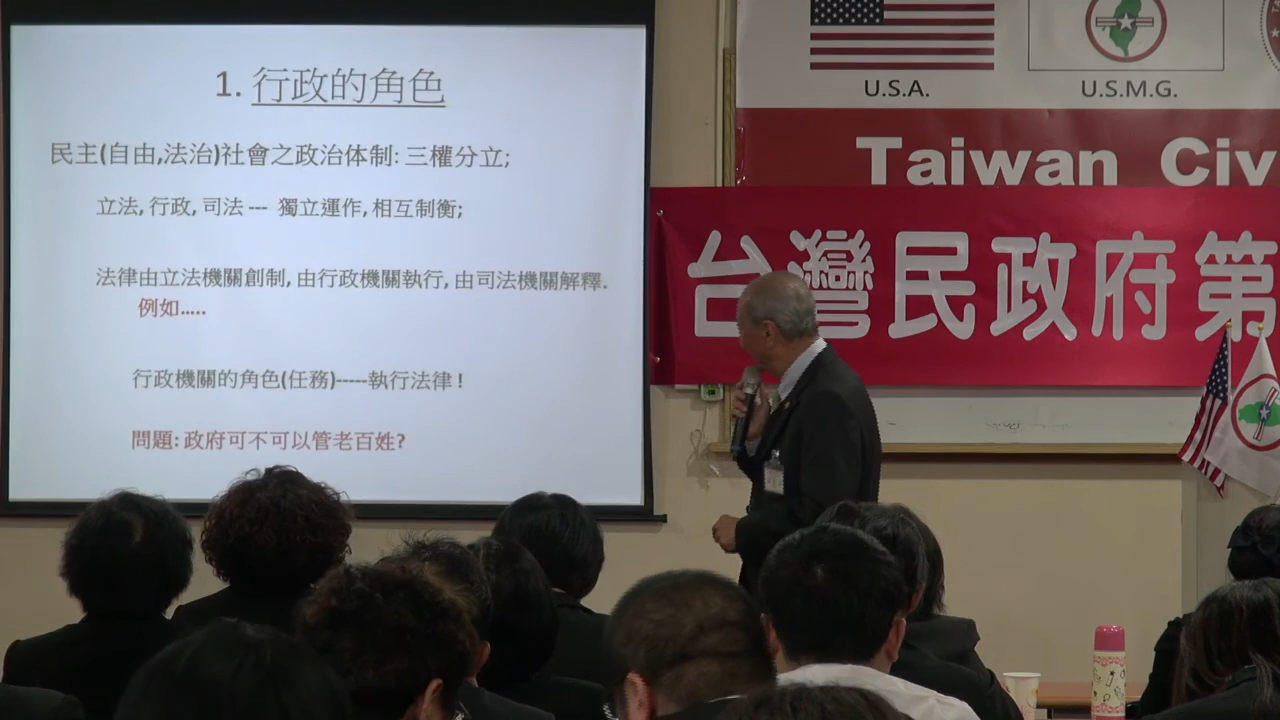 1. 行政的角色
民主(自由,法治)社會之政治体制: 三權分立;
立法, 行政, 司法 --- 獨立運作, 相互制衡;
法律由立法機關創制, 由行政機關執行, 由司法機關解釋.
例如.....
行政機關的角色(任務)-----執行法律 !
問題: 政府可不可以管老百姓?
U.S.A.
U.S.M.G.
Taiwan Civ
台灣民政府第